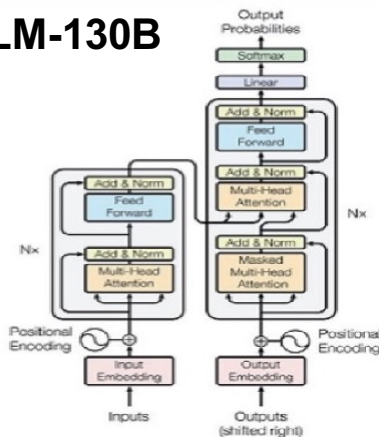 LM-130B
Output
Probabilities
Softmax
Linear
Add & Norm
Feed
Forward
Add & Norm
Multi-Head
Attention
Add & Norm
Masked
Multi-Head
Attention
Nx
Positional
Encoding
Output
Embedding
Outputs
(shifted right)
Add & Norm
Feed
Forward
Add & Norm
Multi-Head
Attention
Nx
Positional
Encoding
Input
Embedding
Inputs